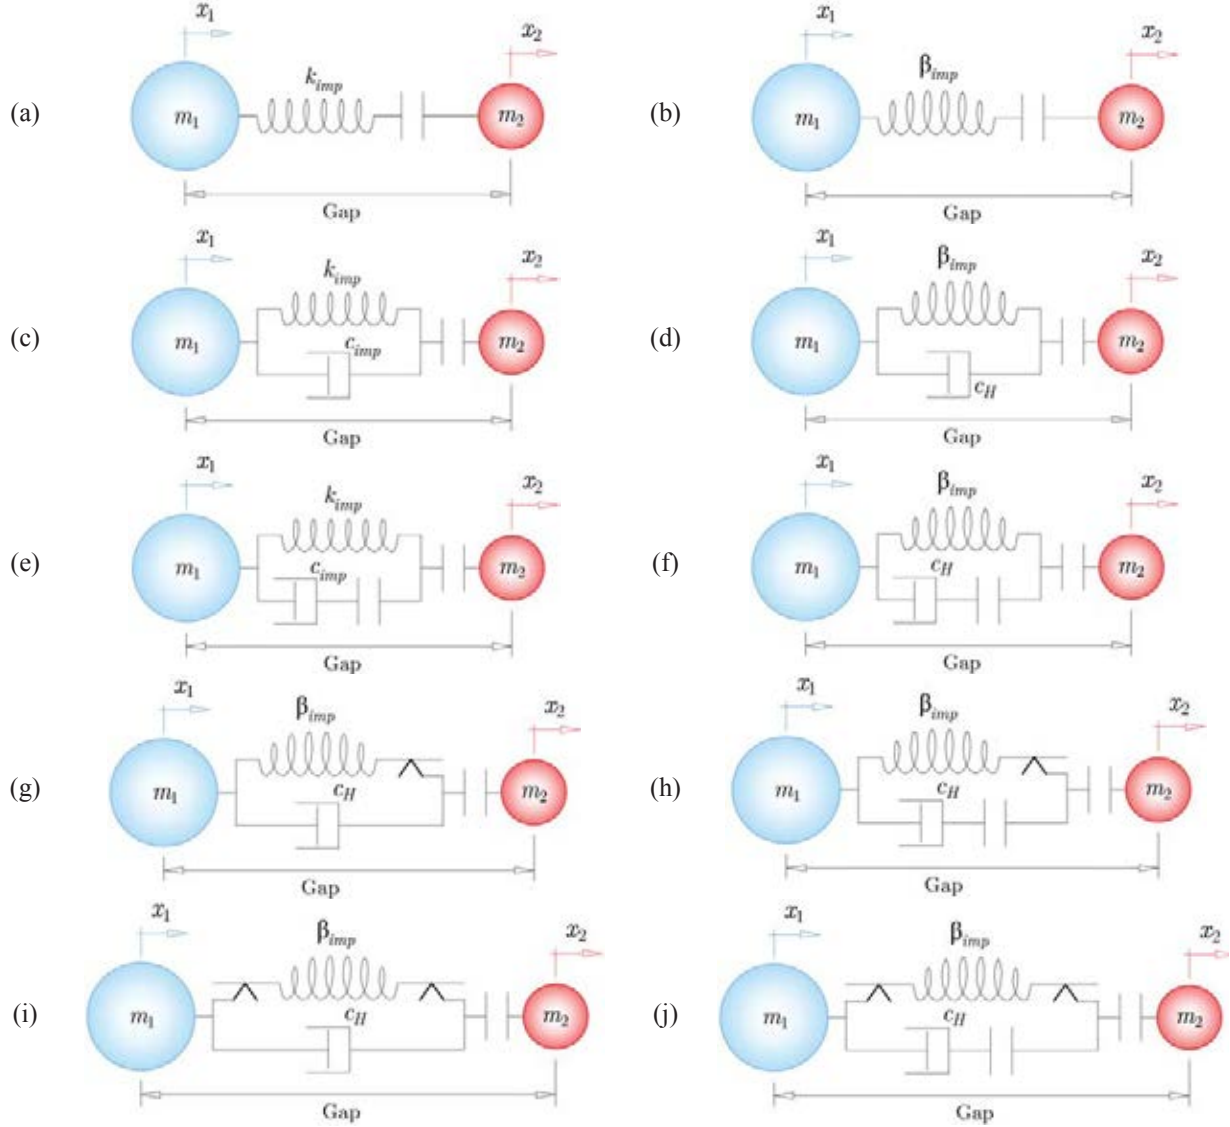 (a)
x₁
x₂
k_imp
m₁
m₂
Gap
(b)
x₁
x₂
β_imp
m₁
m₂
Gap
(c)
x₁
x₂
k_imp
c_imp
m₁
m₂
Gap
(d)
x₁
x₂
β_imp
c_H
m₁
m₂
Gap
(e)
x₁
x₂
k_imp
c_imp
m₁
m₂
Gap
(f)
x₁
x₂
β_imp
c_H
m₁
m₂
Gap
(g)
x₁
x₂
β_imp
c_H
m₁
m₂
Gap
(h)
x₁
x₂
β_imp
c_H
m₁
m₂
Gap
(i)
x₁
x₂
β_imp
c_H
m₁
m₂
Gap
(j)
x₁
x₂
β_imp
c_H
m₁
m₂
Gap